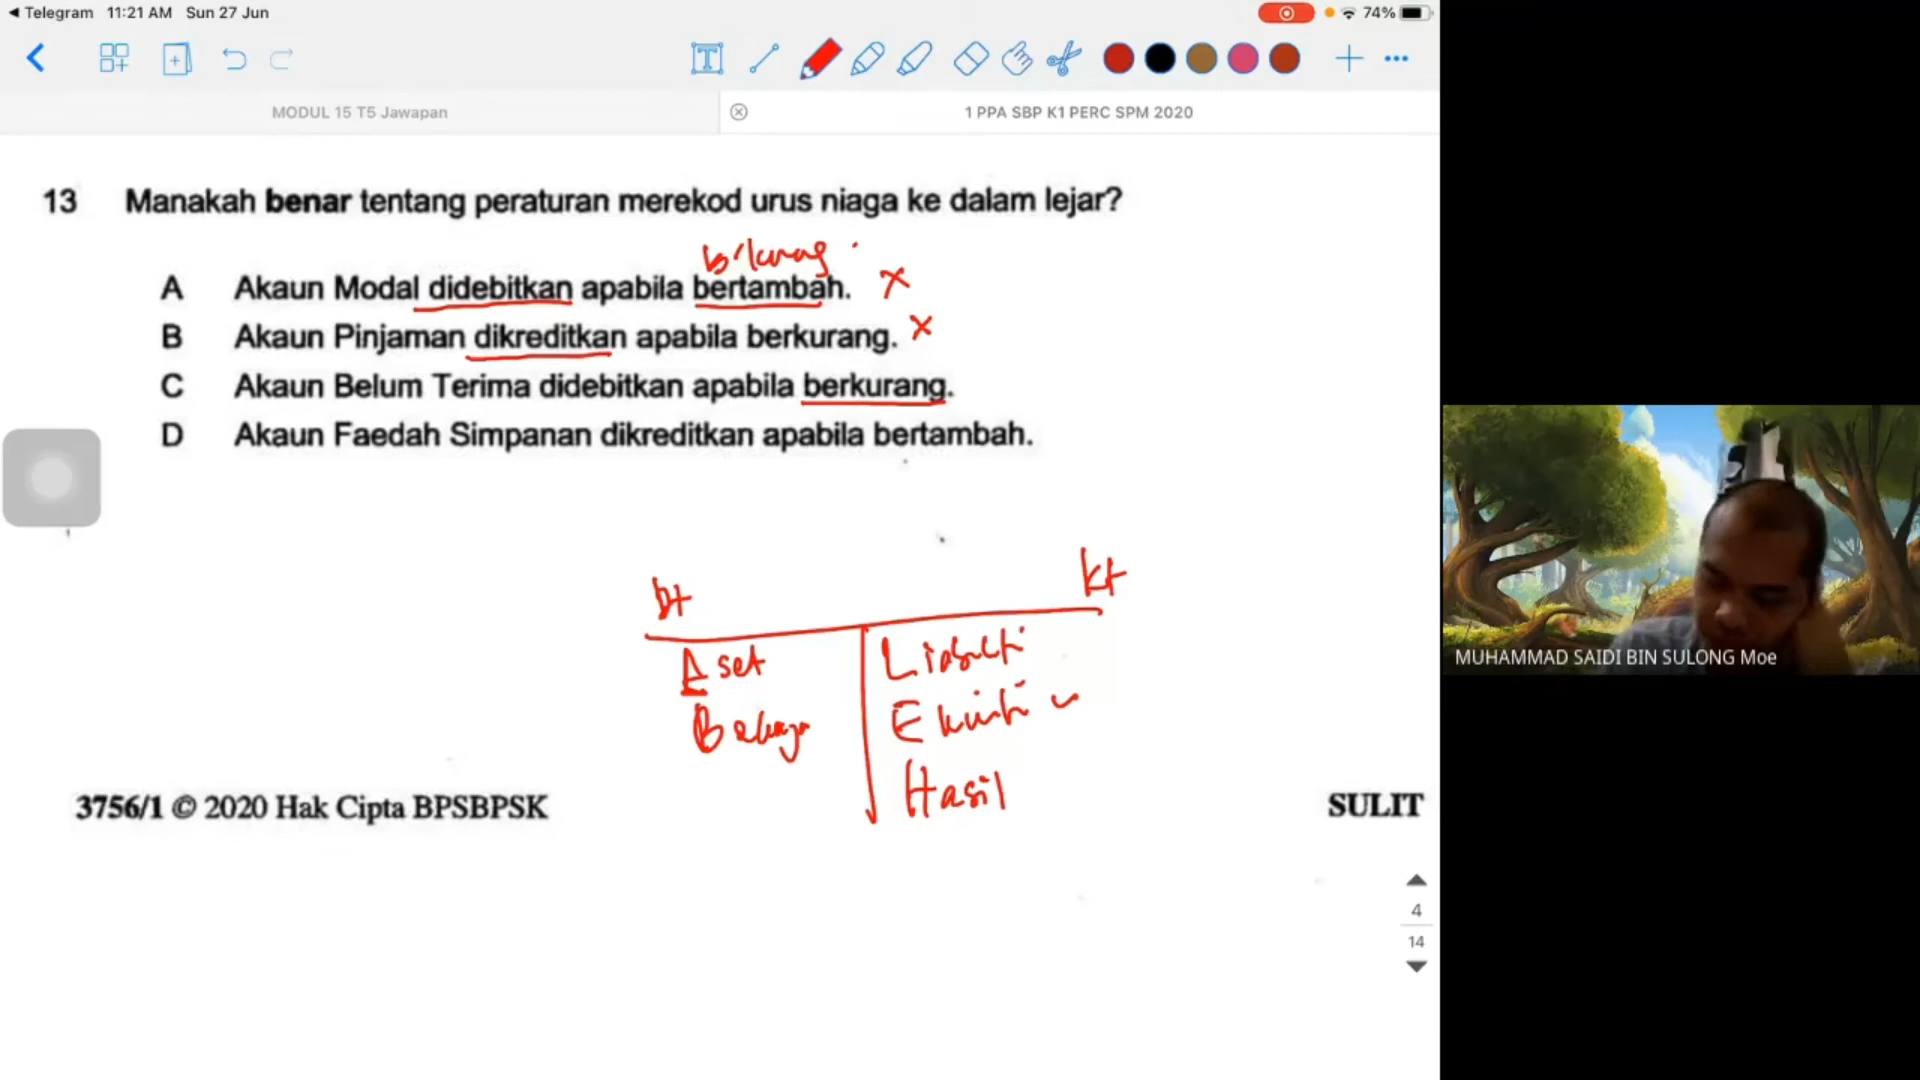 Telegram 11:21 AM Sun 27 Jun 74%
MODUL 15 T5 Jawapan
1 PPA SBP K1 PERC SPM 2020
13 Manakah benar tentang peraturan merekod urus niaga ke dalam lejar?
b'kurang
A Akaun Modal didebitkan apabila bertambah. X
B Akaun Pinjaman dikreditkan apabila berkurang. X
C Akaun Belum Terima didebitkan apabila berkurang.
D Akaun Faedah Simpanan dikreditkan apabila bertambah.
Dt Kt
Aset Liabiliti
Belanja Ekuiti
Hasil
3756/1 © 2020 Hak Cipta BPSBPSK SULIT
4
14
MUHAMMAD SAIDI BIN SULONG Moe